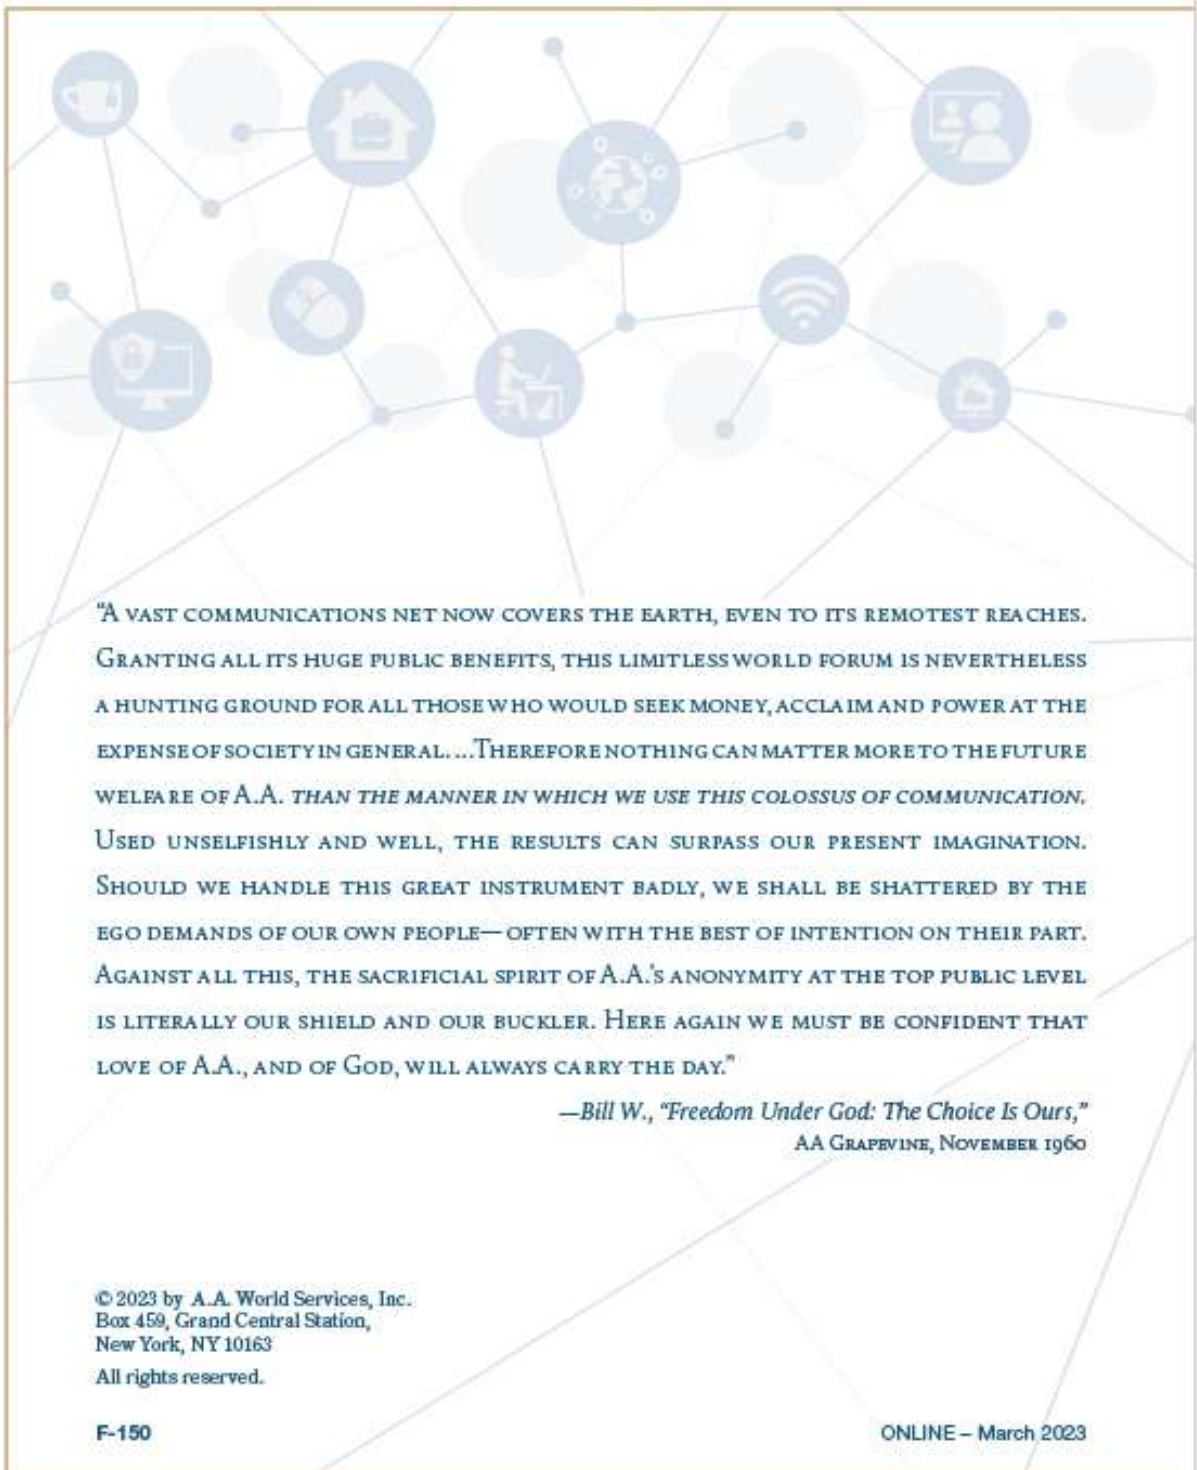 “A VAST COMMUNICATIONS NET NOW COVERS THE EARTH, EVEN TO ITS REMOTEST REACHES.
GRANTING ALL ITS HUGE PUBLIC BENEFITS, THIS LIMITLESS WORLD FORUM IS NEVERTHELESS
A HUNTING GROUND FOR ALL THOSE WHO WOULD SEEK MONEY, ACCLAIM AND POWER AT THE
EXPENSE OF SOCIETY IN GENERAL....THEREFORE NOTHING CAN MATTER MORE TO THE FUTURE
WELFARE OF A.A. THAN THE MANNER IN WHICH WE USE THIS COLOSSUS OF COMMUNICATION.
USED UNSELFISHLY AND WELL, THE RESULTS CAN SURPASS OUR PRESENT IMAGINATION.
SHOULD WE HANDLE THIS GREAT INSTRUMENT BADLY, WE SHALL BE SHATTERED BY THE
EGO DEMANDS OF OUR OWN PEOPLE—OFTEN WITH THE BEST OF INTENTION ON THEIR PART.
AGAINST ALL THIS, THE SACRIFICIAL SPIRIT OF A.A.’S ANONYMITY AT THE TOP PUBLIC LEVEL
IS LITERALLY OUR SHIELD AND OUR BUCKLER. HERE AGAIN WE MUST BE CONFIDENT THAT
LOVE OF A.A., AND OF GOD, WILL ALWAYS CARRY THE DAY.”
—Bill W., “Freedom Under God: The Choice Is Ours,”
AA GRAPEVINE, NOVEMBER 1960
© 2023 by A.A. World Services, Inc.
Box 459, Grand Central Station,
New York, NY 10163
All rights reserved.
F-150
ONLINE – March 2023